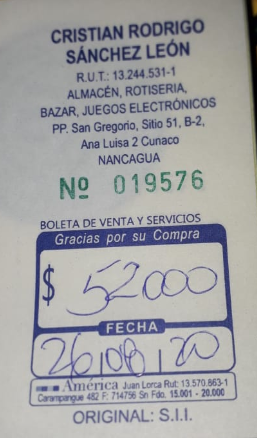 CRISTIAN RODRIGO
SÁNCHEZ LEÓN
R.U.T.: 13.244.531-1
ALMACÉN, ROTISERIA,
BAZAR, JUEGOS ELECTRÓNICOS
PP. San Gregorio, Sitio 51, B-2,
Ana Luisa 2 Cunaco
NANCAGUA
Nº 019576
BOLETA DE VENTA Y SERVICIOS
Gracias por su Compra
$ 52000
FECHA
26/08/20
América Juan Lorca Rut: 13.570.863-1
Carampangue 482 F: 714756 Sn Fdo. 15.001 - 20.000
ORIGINAL: S.I.I.